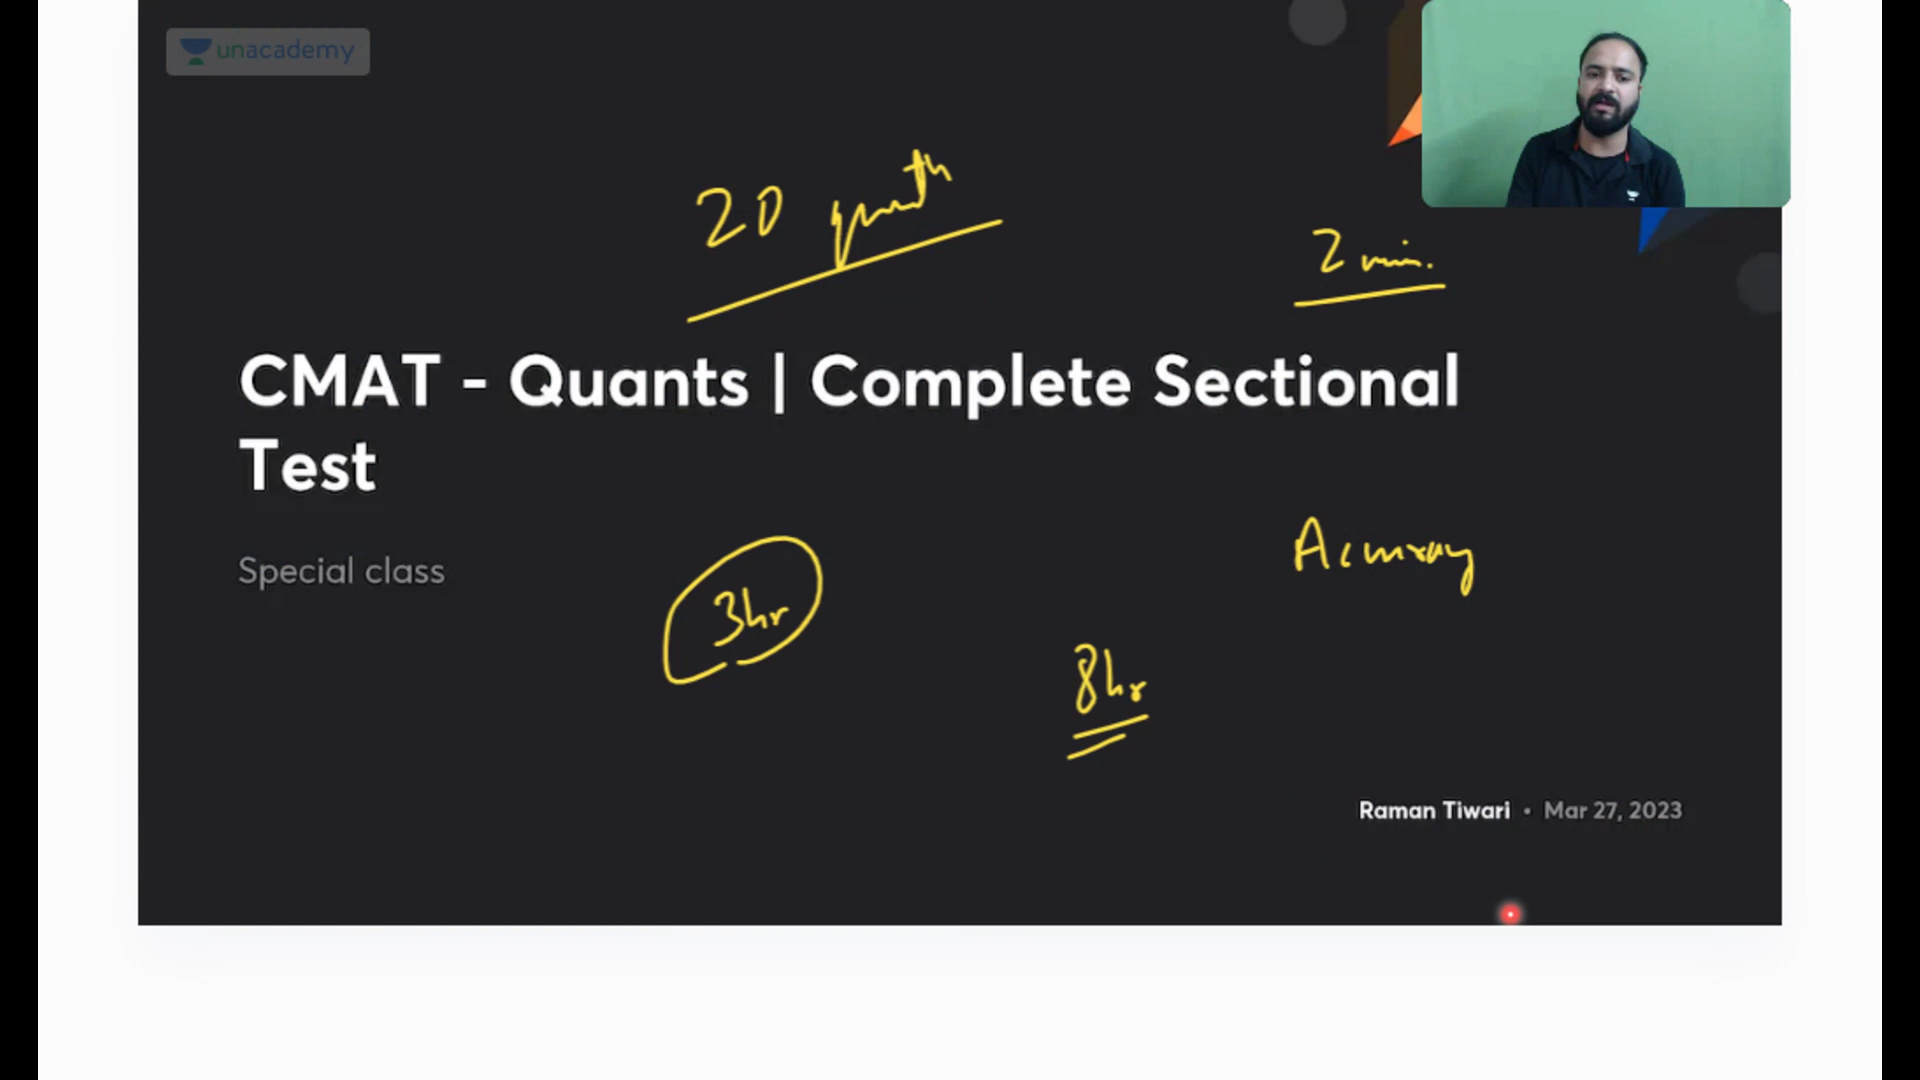 unacademy
20
2 min.
CMAT - Quants | Complete Sectional
Test
Special class
3hr
Accuracy
8hr
Raman Tiwari • Mar 27, 2023